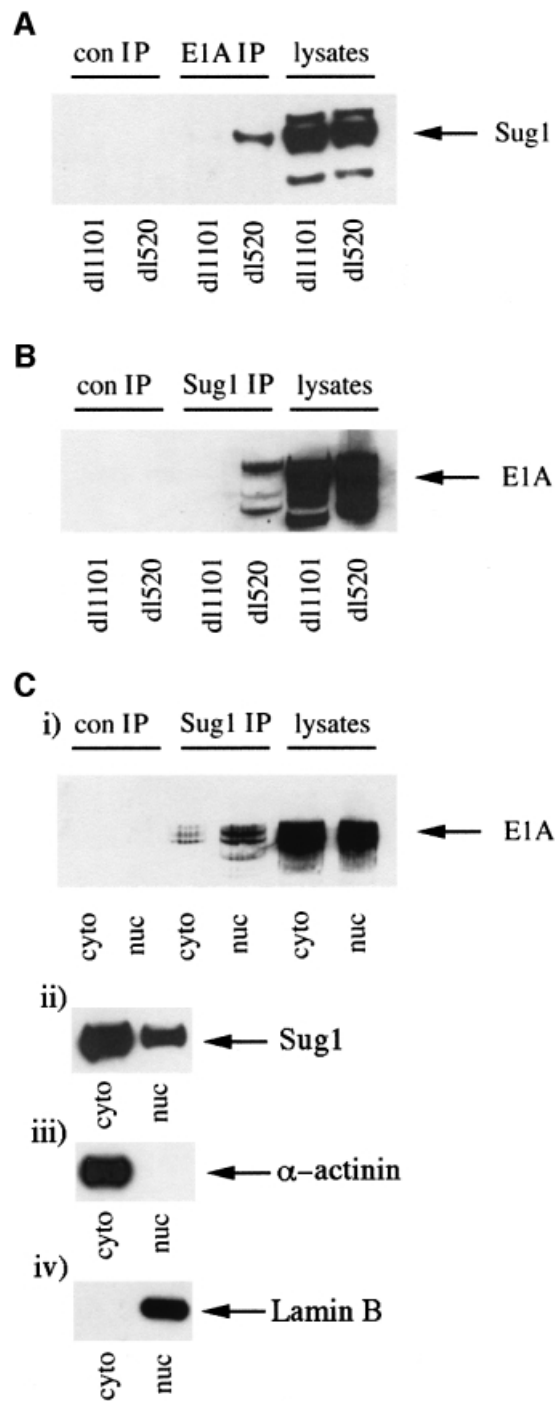 A
con IP E1A IP lysates
Sug1
dl1101 dl520 dl1101 dl520 dl1101 dl520
B
con IP Sug1 IP lysates
E1A
dl1101 dl520 dl1101 dl520 dl1101 dl520
C
i) con IP Sug1 IP lysates
E1A
cyto nuc cyto nuc cyto nuc
ii)
Sug1
cyto nuc
iii)
α-actinin
cyto nuc
iv)
Lamin B
cyto nuc